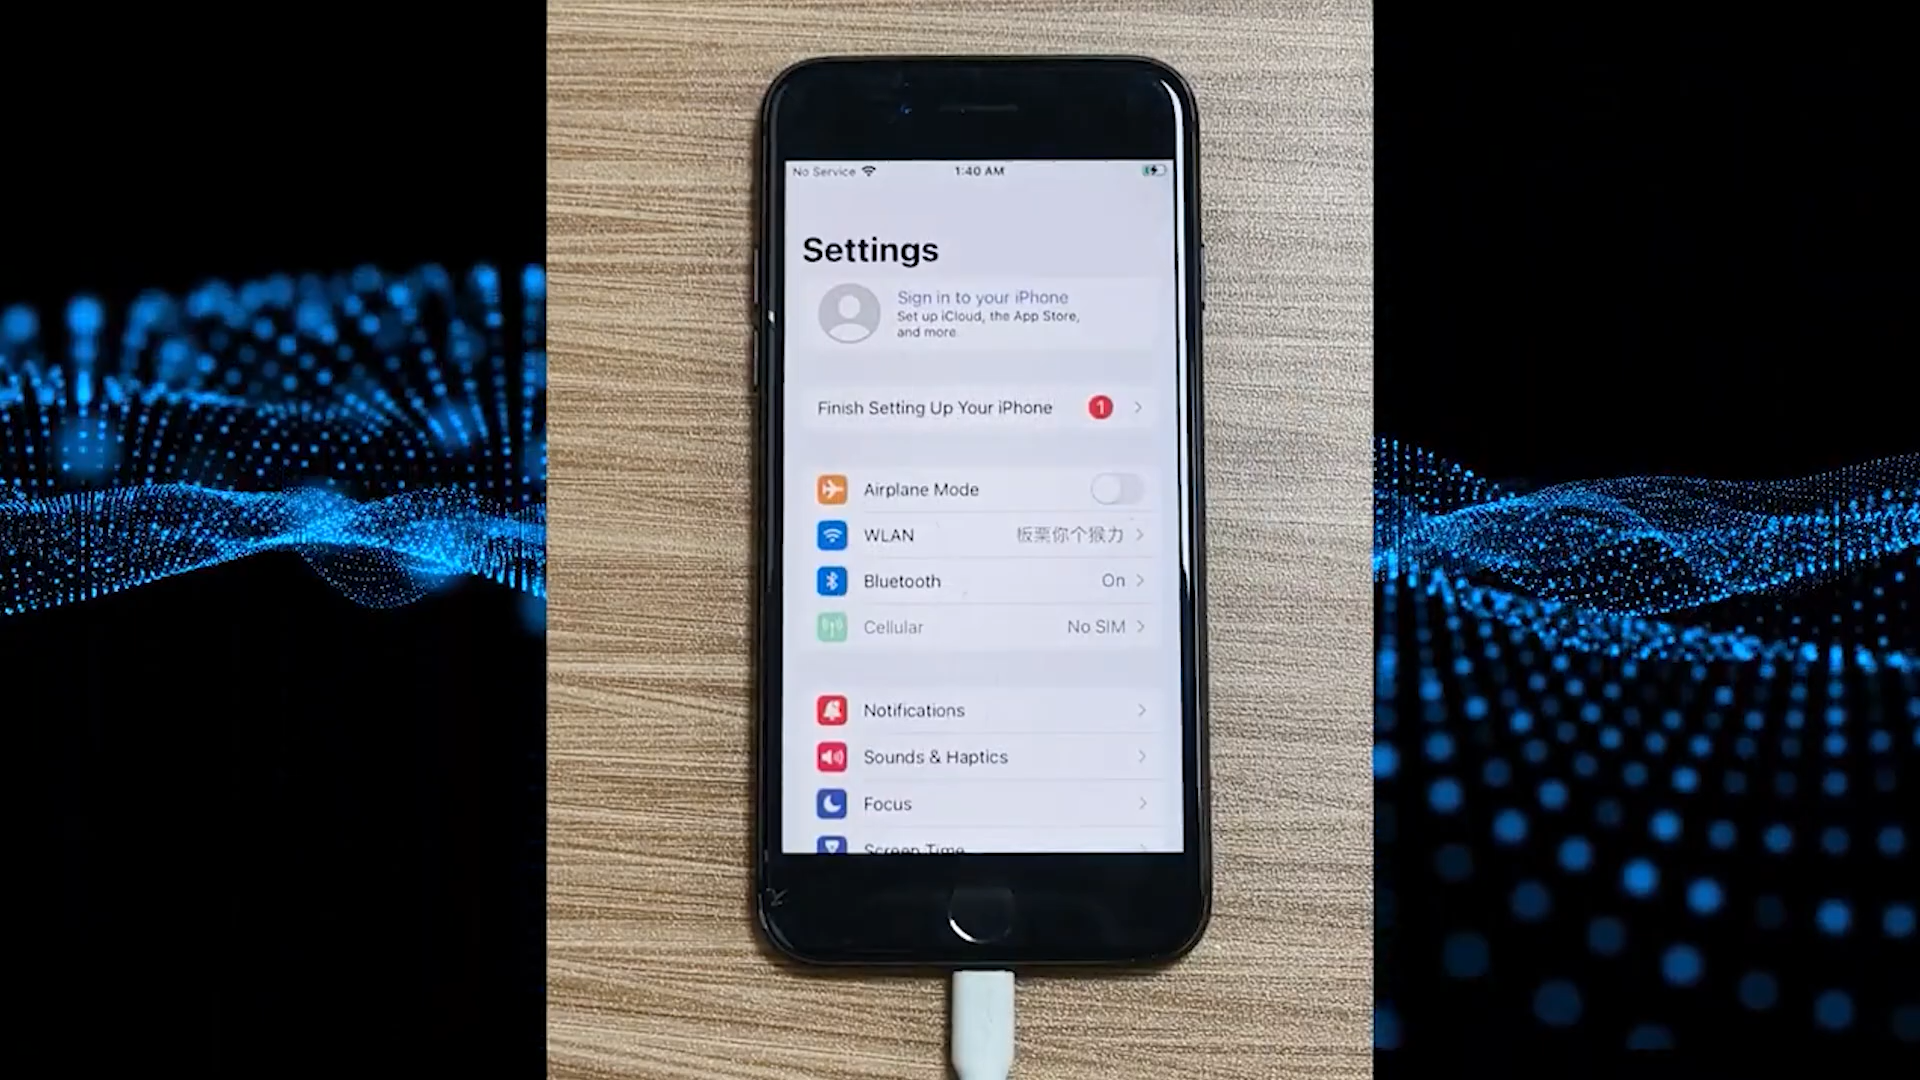 No Service 1:40 AM
Settings
Sign in to your iPhone
Set up iCloud, the App Store,
and more.
Finish Setting Up Your iPhone 1
Airplane Mode
WLAN 板栗你个猴力
Bluetooth On
Cellular No SIM
Notifications
Sounds & Haptics
Focus
Screen Time